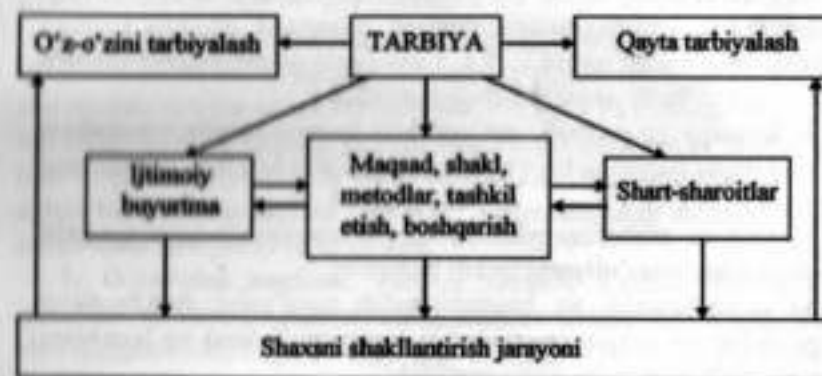 O'z-o'zini tarbiyalash
TARBIYA
Qayta tarbiyalash
Ijtimoiy
buyurtma
Maqsad, shakl,
metodlar, tashkil
etish, boshqarish
Shart-sharoitlar
Shaxsni shakllantirish jarayoni